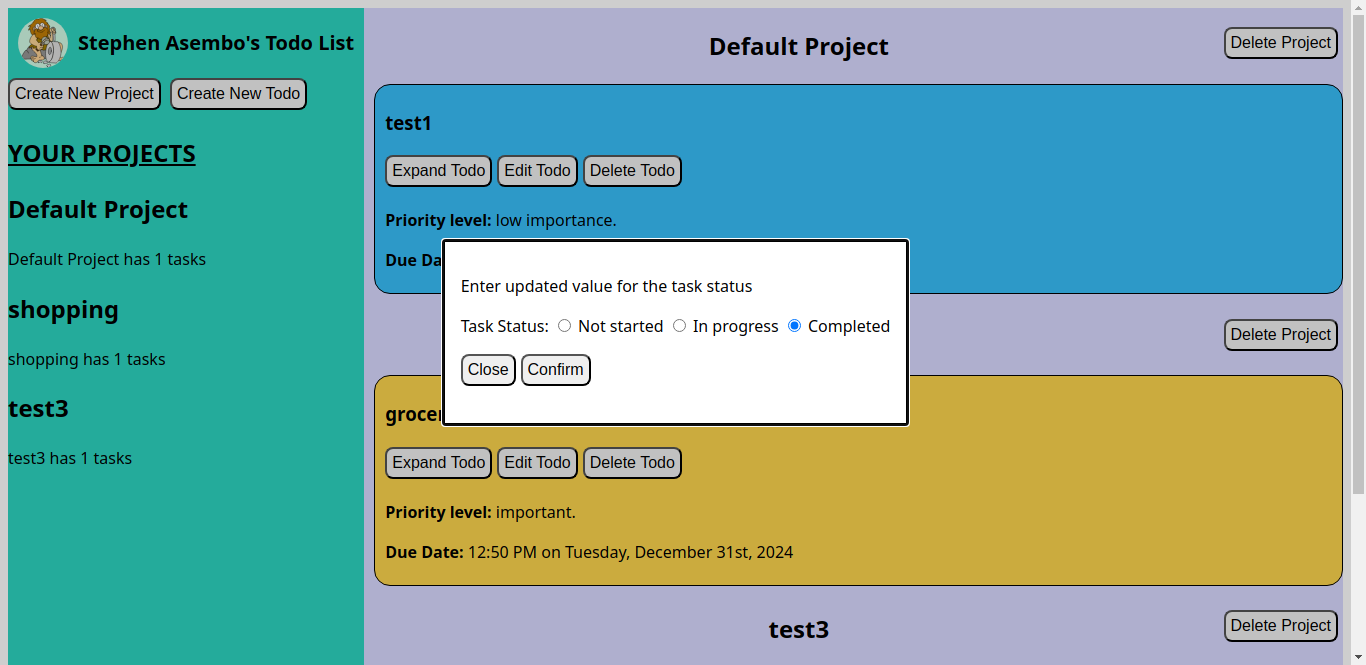 Stephen Asembo's Todo List
Create New Project Create New Todo
YOUR PROJECTS
Default Project
Default Project has 1 tasks
shopping
shopping has 1 tasks
test3
test3 has 1 tasks
Default Project
Delete Project
test1
Expand Todo Edit Todo Delete Todo
Priority level: low importance.
Due
Enter updated value for the task status
Task Status: Not started In progress Completed
Close Confirm
Delete Project
Expand Todo Edit Todo Delete Todo
Priority level: important.
Due Date: 12:50 PM on Tuesday, December 31st, 2024
test3
Delete Project